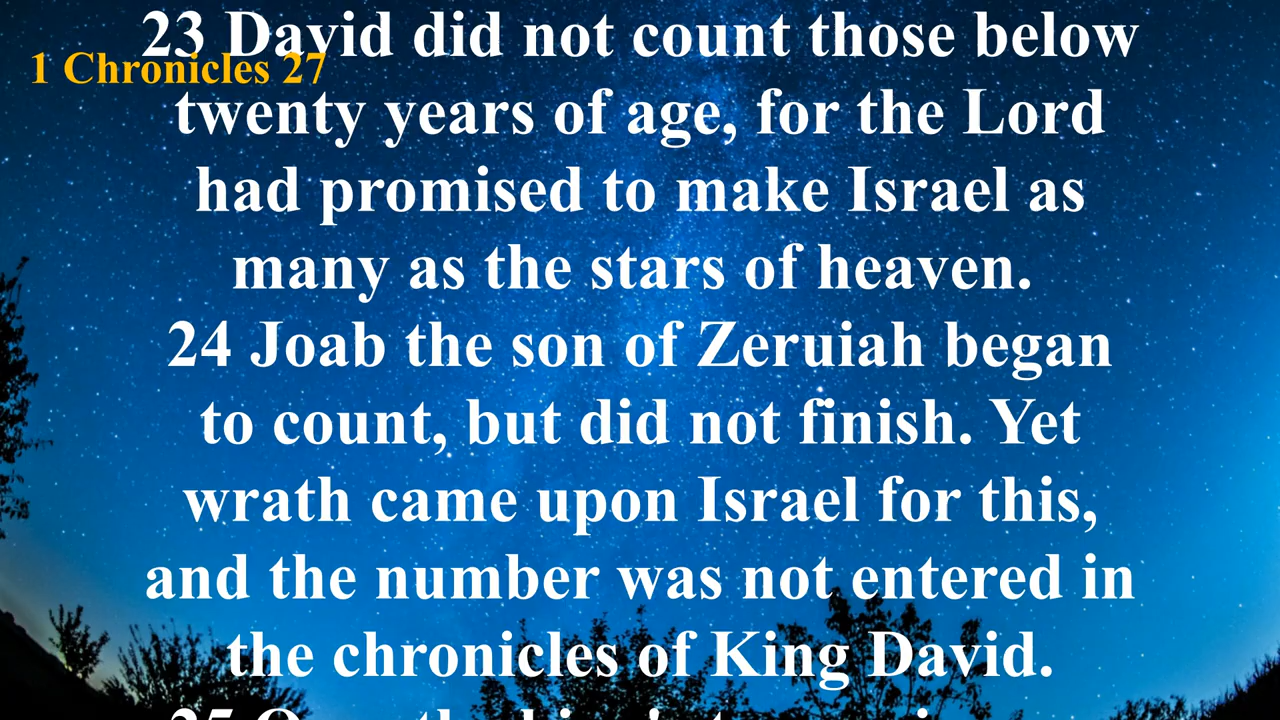 23 David did not count those below
1 Chronicles 27
twenty years of age, for the Lord
had promised to make Israel as
many as the stars of heaven.
24 Joab the son of Zeruiah began
to count, but did not finish. Yet
wrath came upon Israel for this,
and the number was not entered in
the chronicles of King David.